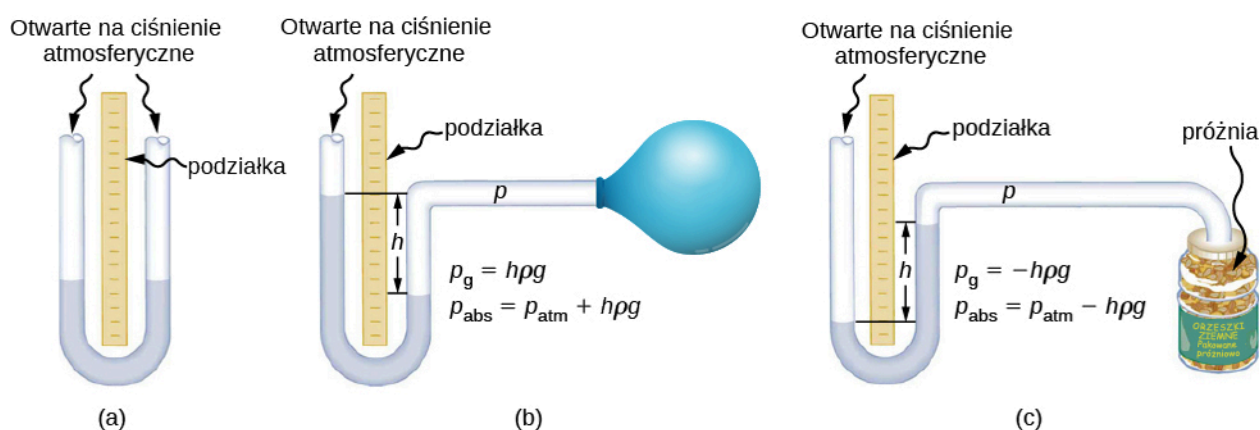 Otwarte na ciśnienie
atmosferyczne
podziałka
(a)
Otwarte na ciśnienie
atmosferyczne
podziałka
p
h
p_g = hρg
p_abs = p_atm + hρg
(b)
Otwarte na ciśnienie
atmosferyczne
podziałka
próżnia
p
h
p_g = −hρg
p_abs = p_atm − hρg
ORZESZKI
ZIEMNE
Pakowane
próżniowo
(c)